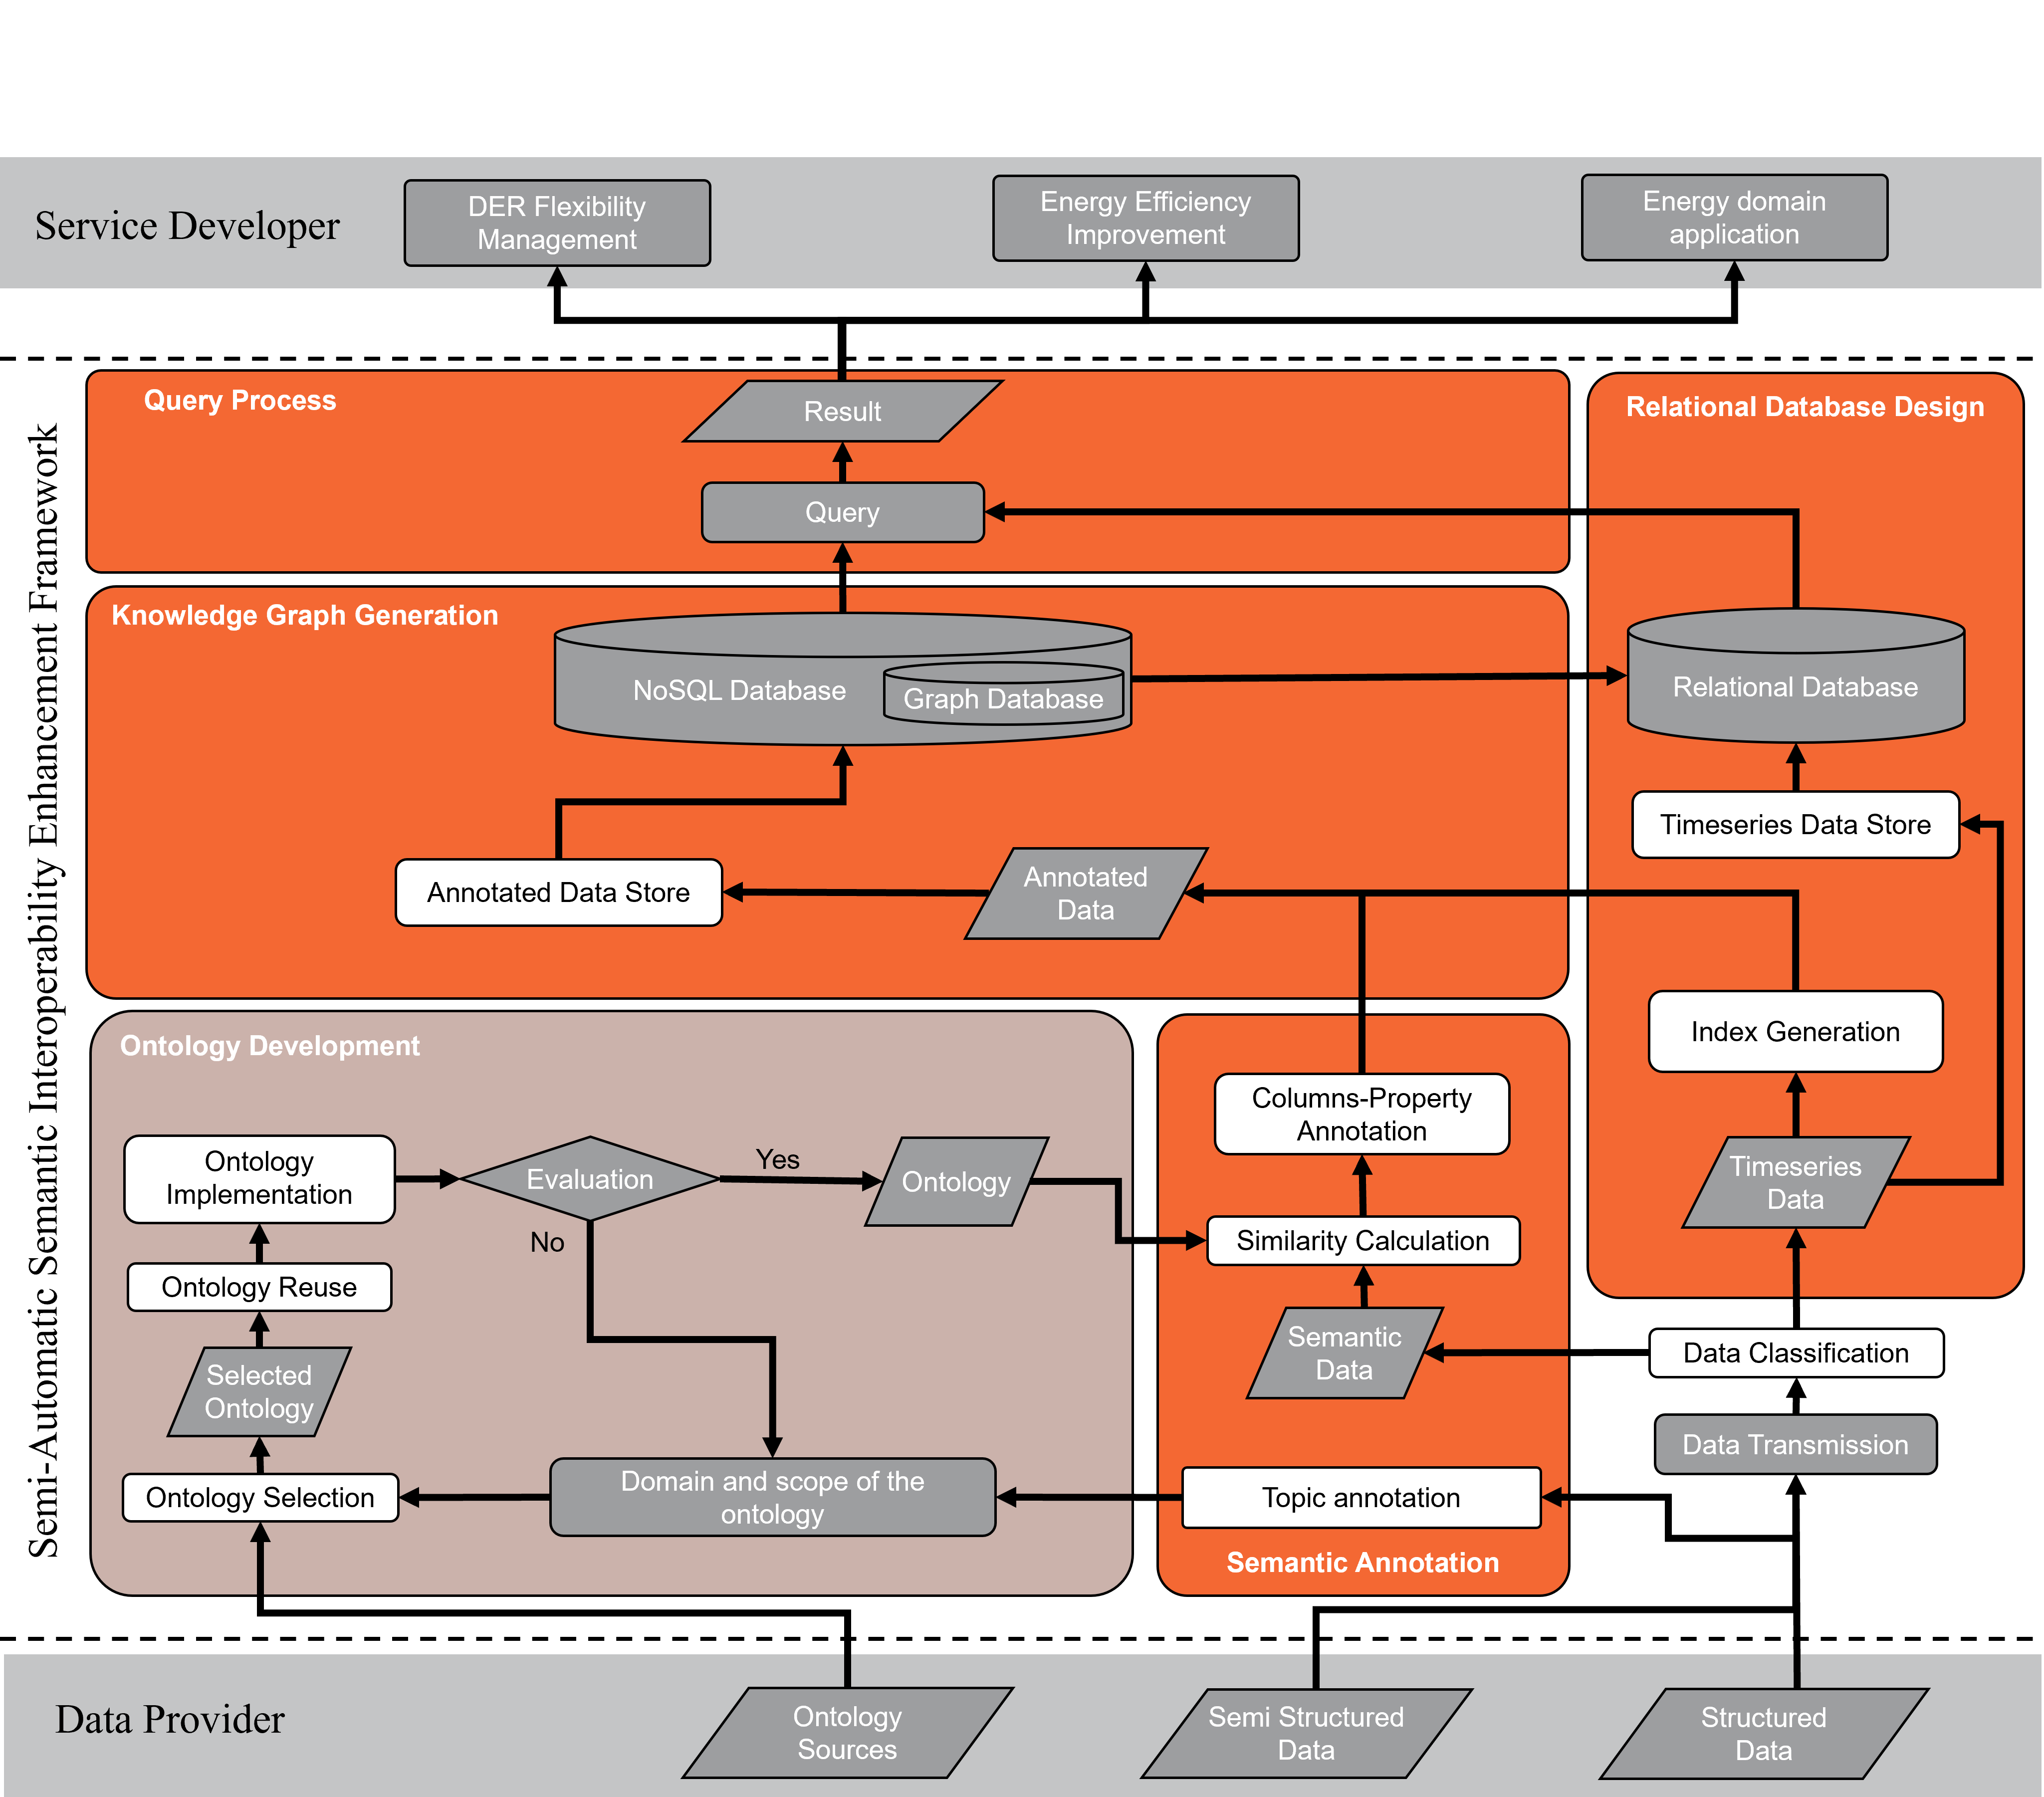 Service Developer
DER Flexibility
Management
Energy Efficiency
Improvement
Energy domain
application
Semi-Automatic Semantic Interoperability Enhancement Framework
Query Process
Result
Query
Relational Database Design
Knowledge Graph Generation
NoSQL Database
Graph Database
Relational Database
Timeseries Data Store
Annotated Data Store
Annotated
Data
Index Generation
Timeseries
Data
Ontology Development
Ontology
Implementation
Evaluation
Yes
No
Ontology
Ontology Reuse
Selected
Ontology
Ontology Selection
Domain and scope of the
ontology
Columns-Property
Annotation
Similarity Calculation
Semantic
Data
Topic annotation
Semantic Annotation
Data Classification
Data Transmission
Data Provider
Ontology
Sources
Semi Structured
Data
Structured
Data